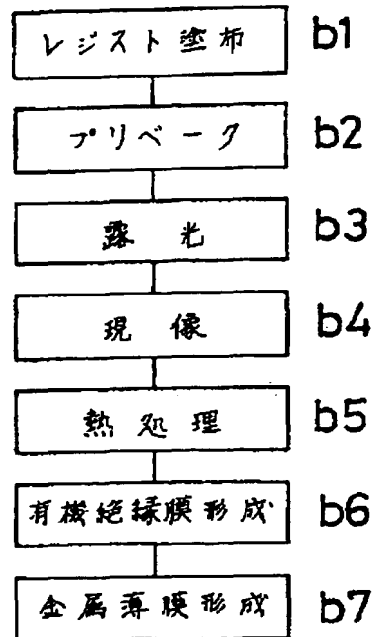 レジスト塗布 b1
プリベーク b2
露光 b3
現像 b4
熱処理 b5
有機絶縁膜形成 b6
金属薄膜形成 b7